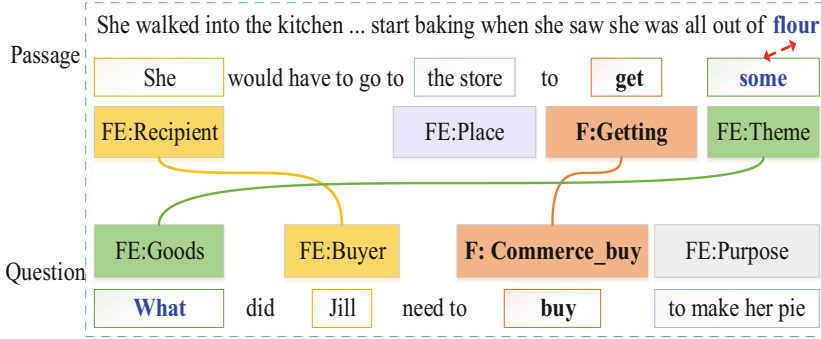 She walked into the kitchen ... start baking when she saw she was all out of flour
Passage
She would have to go to the store to get some
FE:Recipient FE:Place F:Getting FE:Theme
FE:Goods FE:Buyer F: Commerce_buy FE:Purpose
Question
What did Jill need to buy to make her pie